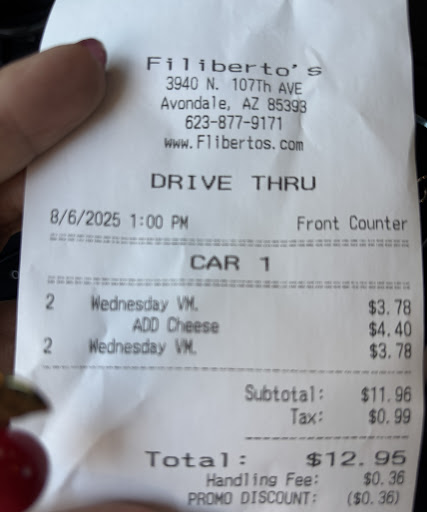 Filiberto's
3940 N. 107Th AVE
Avondale, AZ 85393
623-877-9171
www.Flibertos.com
DRIVE THRU
8/6/2025 1:00 PM Front Counter
CAR 1
2 Wednesday VM. $3.78
ADD Cheese $4.40
2 Wednesday VM. $3.78
Subtotal: $11.96
Tax: $0.99
Total: $12.95
Handling Fee: $0.36
PROMO DISCOUNT: ($0.36)